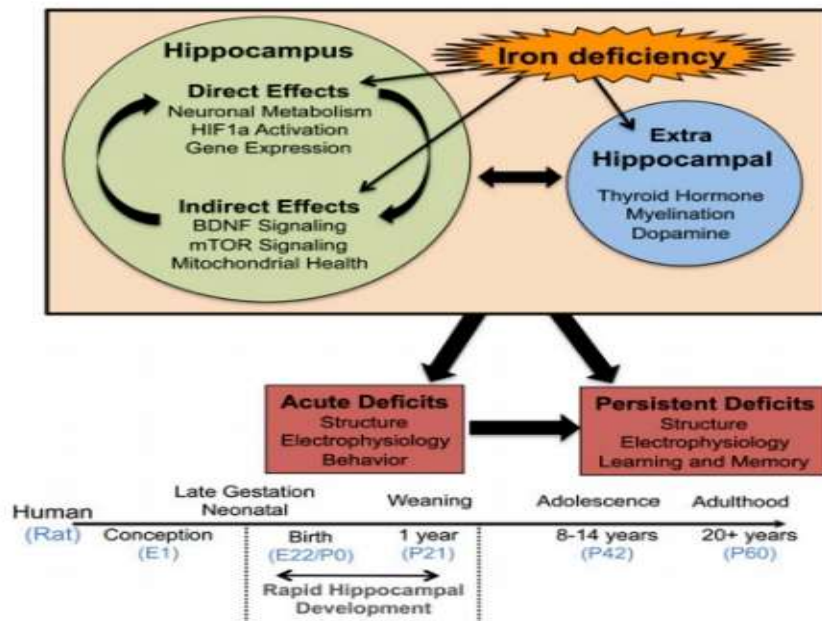 Hippocampus
Iron deficiency
Direct Effects
Neuronal Metabolism
HIF1a Activation
Gene Expression
Indirect Effects
BDNF Signaling
mTOR Signaling
Mitochondrial Health
Extra
Hippocampal
Thyroid Hormone
Myelination
Dopamine
Acute Deficits
Structure
Electrophysiology
Behavior
Persistent Deficits
Structure
Electrophysiology
Learning and Memory
Human
(Rat)
Late Gestation
Neonatal
Weaning
Adolescence
Adulthood
Conception
(E1)
Birth
(E22/P0)
1 year
(P21)
8-14 years
(P42)
20+ years
(P60)
Rapid Hippocampal
Development